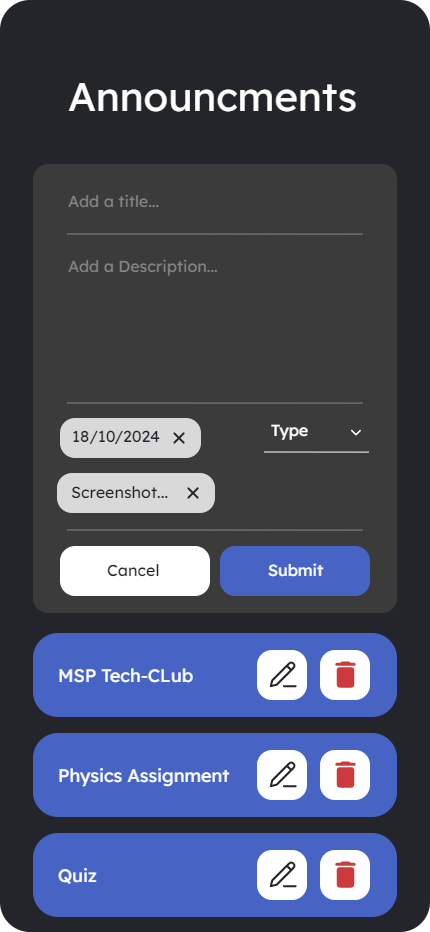 Announcments
Add a title...
Add a Description...
18/10/2024
Type
Screenshot...
Cancel
Submit
MSP Tech-CLub
Physics Assignment
Quiz